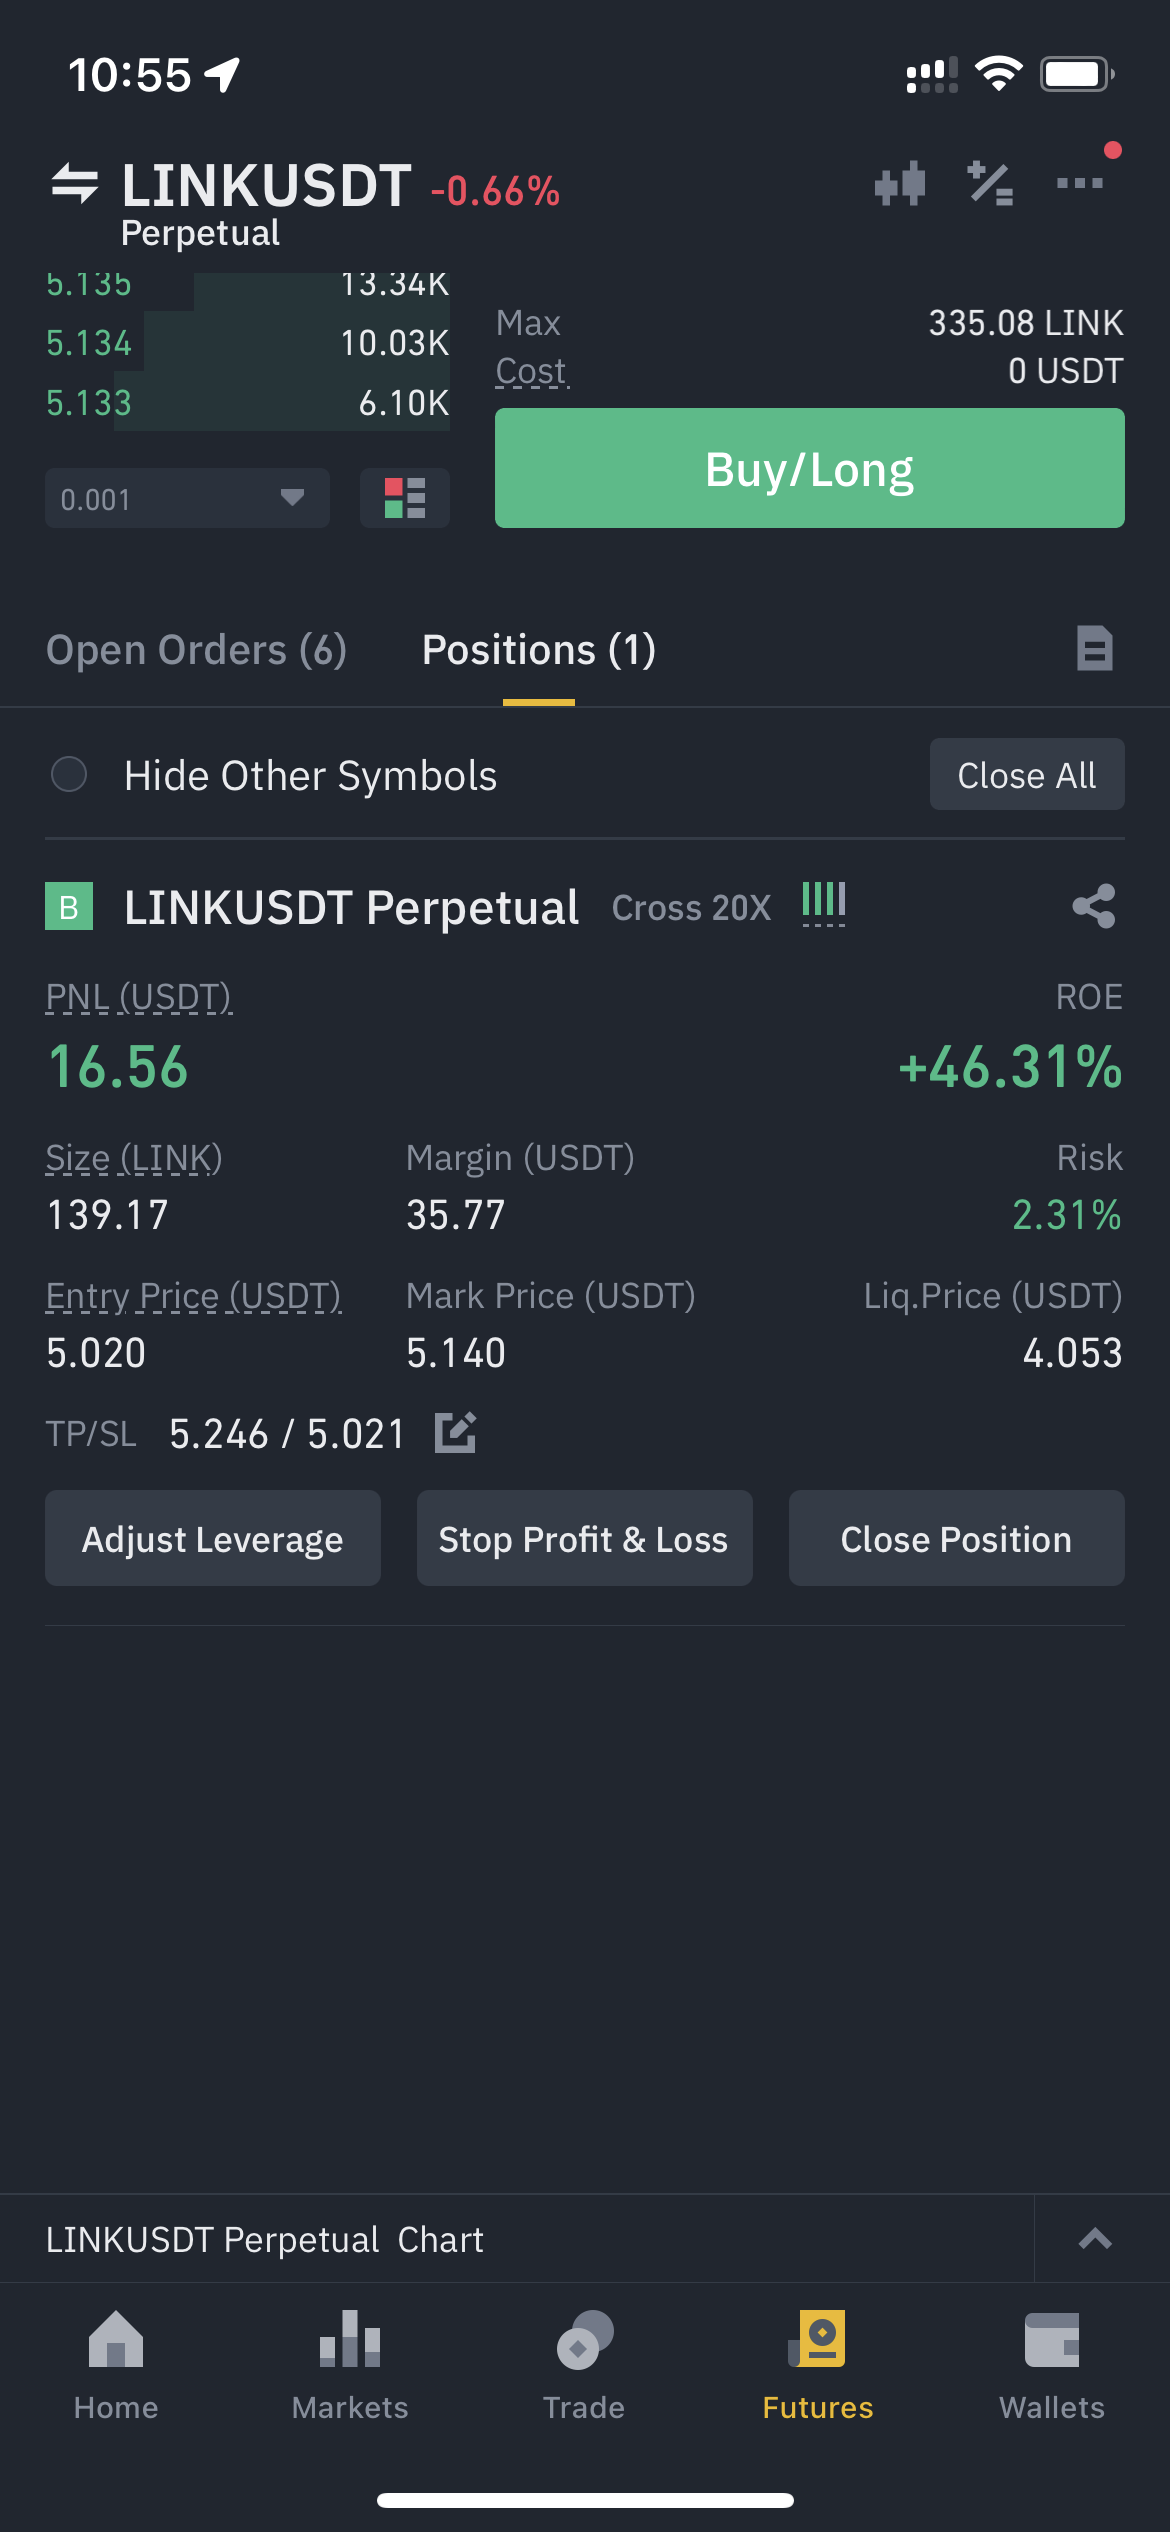 10:55
LINKUSDT -0.66%
Perpetual
5.135 13.34K
Max 335.08 LINK
5.134 10.03K
Cost 0 USDT
5.133 6.10K
Buy/Long
0.001
Open Orders (6) Positions (1)
Hide Other Symbols Close All
B LINKUSDT Perpetual Cross 20X
PNL (USDT) ROE
16.56 +46.31%
Size (LINK) Margin (USDT) Risk
139.17 35.77 2.31%
Entry Price (USDT) Mark Price (USDT) Liq.Price (USDT)
5.020 5.140 4.053
TP/SL 5.246 / 5.021
Adjust Leverage Stop Profit & Loss Close Position
LINKUSDT Perpetual Chart
Home Markets Trade Futures Wallets